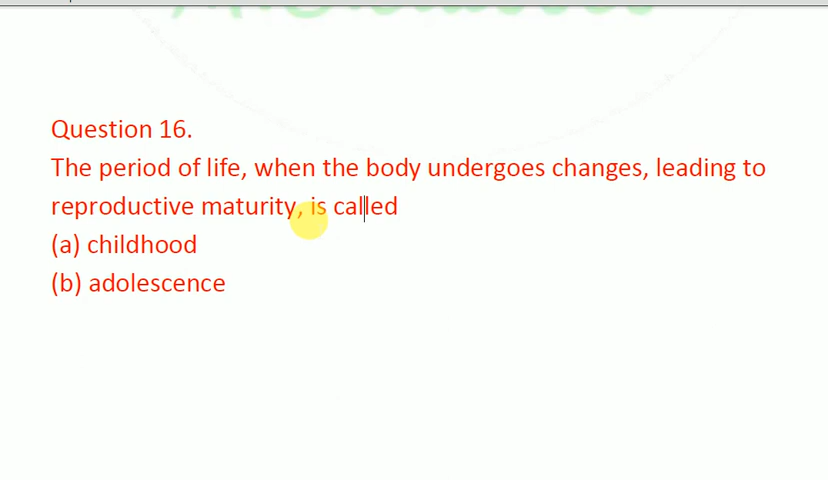 Question 16.
The period of life, when the body undergoes changes, leading to
reproductive maturity, is called
(a) childhood
(b) adolescence